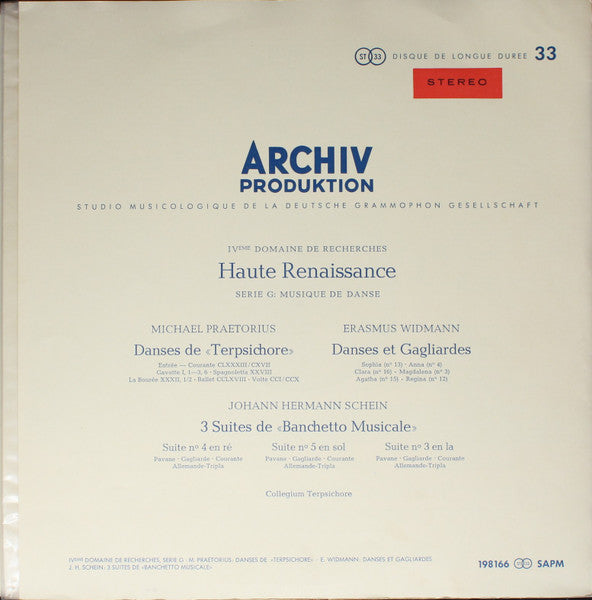 ST 33 DISQUE DE LONGUE DUREE 33
STEREO
ARCHIV
PRODUKTION
STUDIO MUSICOLOGIQUE DE LA DEUTSCHE GRAMMOPHON GESELLSCHAFT
IVÈME DOMAINE DE RECHERCHES
Haute Renaissance
SERIE G: MUSIQUE DE DANSE
MICHAEL PRAETORIUS
Danses de «Terpsichore»
Entrée — Courante CLXXXIII/CXVII
Gavotte I, 1—3, 6 · Spagnoletta XXVIII
La Bourée XXXII, 1/2 · Ballet CCLXVIII · Volte CCI/CCX
ERASMUS WIDMANN
Danses et Gagliardes
Sophia (nº 13) · Anna (nº 4)
Clara (nº 16) · Magdalena (nº 3)
Agatha (nº 15) · Regina (nº 12)
JOHANN HERMANN SCHEIN
3 Suites de «Banchetto Musicale»
Suite nº 4 en ré
Pavane · Gagliarde · Courante
Allemande-Tripla
Suite nº 5 en sol
Pavane · Gagliarde · Courante
Allemande-Tripla
Suite nº 3 en la
Pavane · Gagliarde · Courante
Allemande-Tripla
Collegium Terpsichore
IVÈME DOMAINE DE RECHERCHES, SERIE G · M. PRAETORIUS: DANSES DE «TERPSICHORE» · E. WIDMANN: DANSES ET GAGLIARDES
J. H. SCHEIN: 3 SUITES DE «BANCHETTO MUSICALE»
198166 ST 33 SAPM